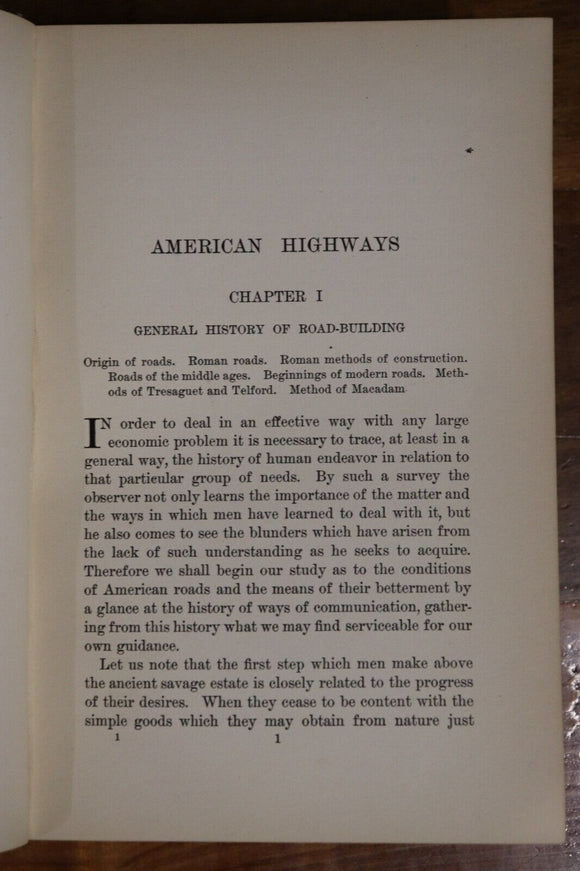 AMERICAN HIGHWAYS
CHAPTER I
GENERAL HISTORY OF ROAD-BUILDING
Origin of roads. Roman roads. Roman methods of construction.
Roads of the middle ages. Beginnings of modern roads. Meth-
ods of Tresaguet and Telford. Method of Macadam
IN order to deal in an effective way with any large
economic problem it is necessary to trace, at least in a
general way, the history of human endeavor in relation to
that particular group of needs. By such a survey the
observer not only learns the importance of the matter and
the ways in which men have learned to deal with it, but
he also comes to see the blunders which have arisen from
the lack of such understanding as he seeks to acquire.
Therefore we shall begin our study as to the conditions
of American roads and the means of their betterment by
a glance at the history of ways of communication, gather-
ing from this history what we may find serviceable for our
own guidance.
Let us note that the first step which men make above
the ancient savage estate is closely related to the progress
of their desires. When they cease to be content with the
simple goods which they may obtain from nature just
1 1